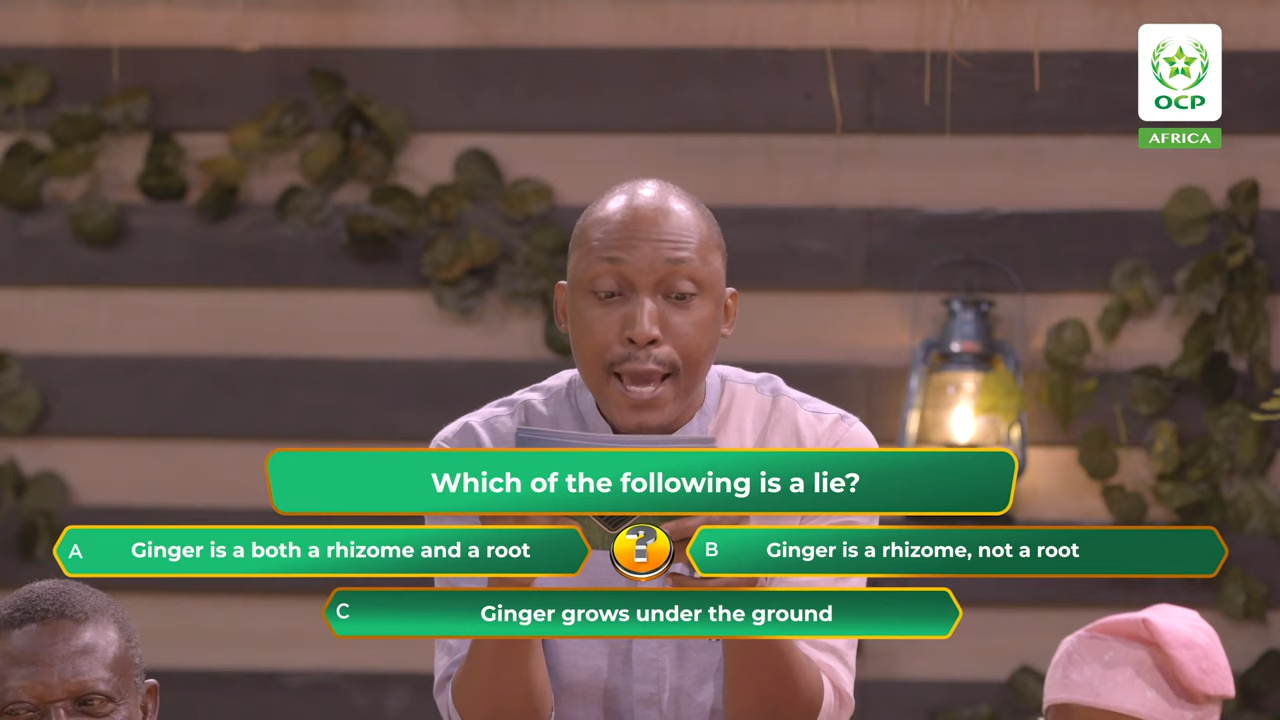 OCP
AFRICA
Which of the following is a lie?
A Ginger is a both a rhizome and a root
?
B Ginger is a rhizome, not a root
C Ginger grows under the ground